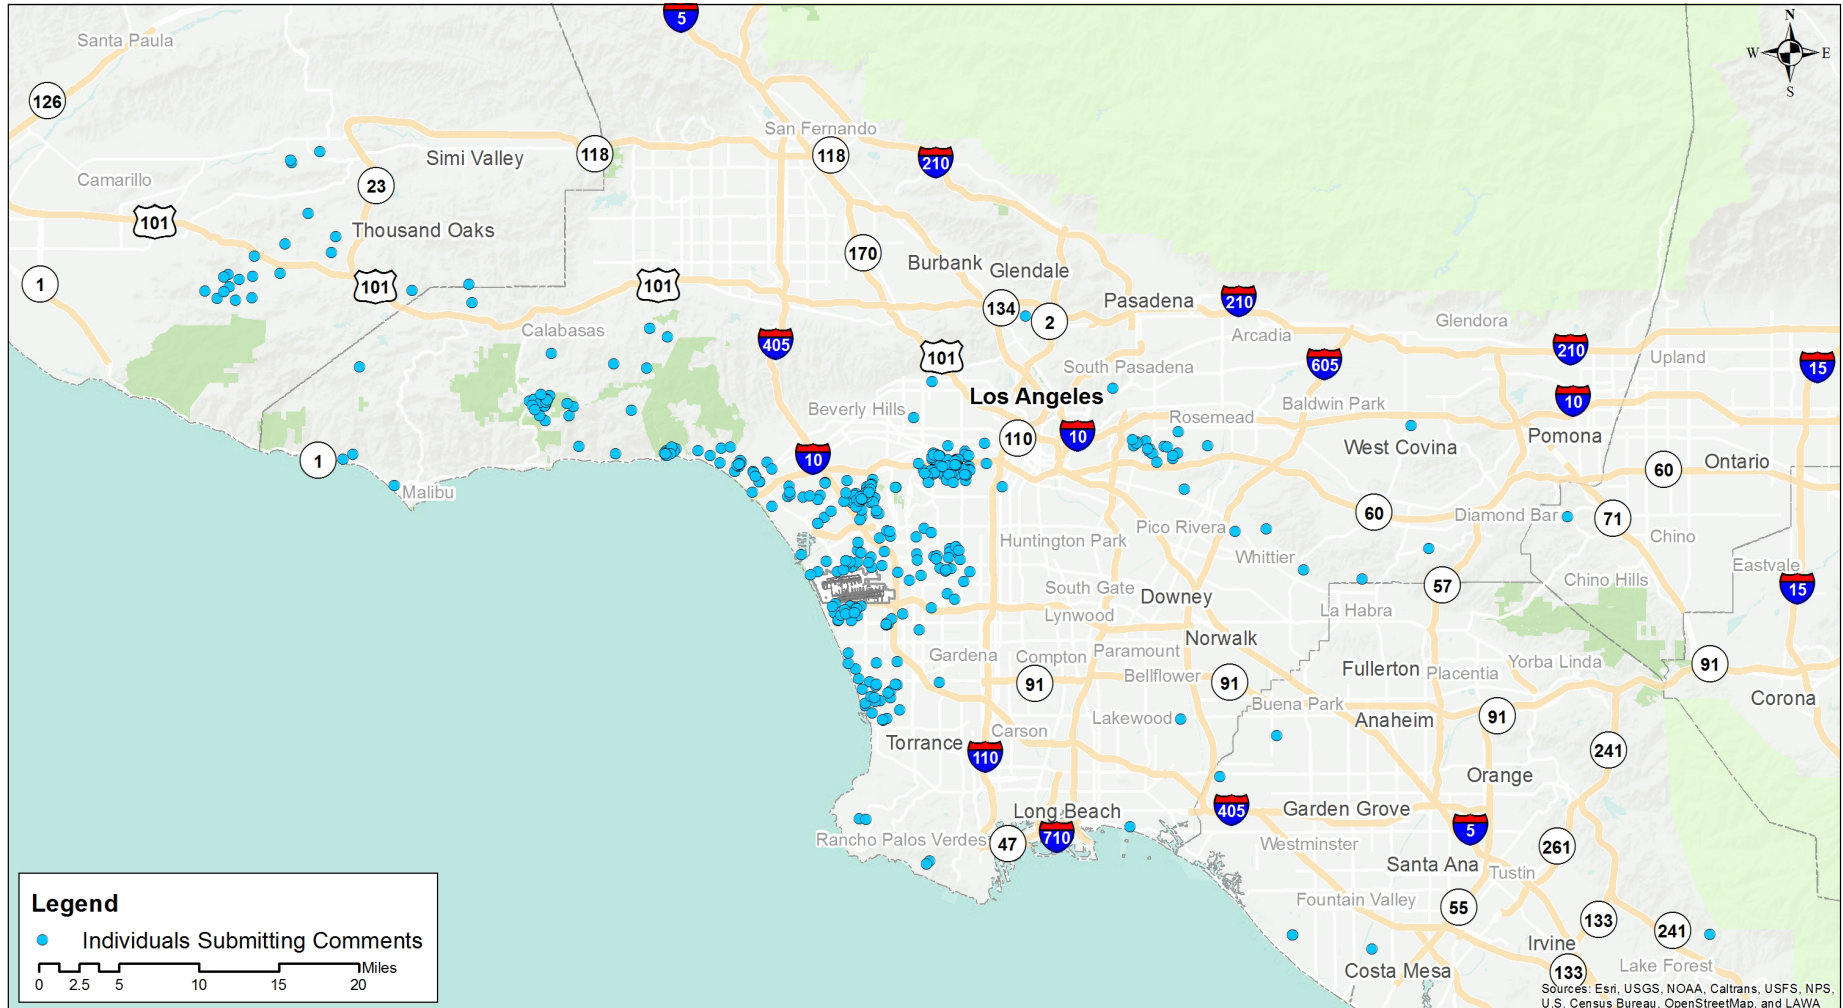 5
N
Santa Paula
W E
S
126
San Fernando
118
118
Simi Valley
210
Camarillo
23
101
Thousand Oaks
170
Burbank
Glendale
1
101
101
134
2
Pasadena
210
Calabasas
405
101
Arcadia
Glendora
605
210
Upland
15
South Pasadena
Los Angeles
Beverly Hills
Rosemead
Baldwin Park
10
110
10
West Covina
Pomona
1
10
60
Ontario
Malibu
60
Diamond Bar
71
Pico Rivera
Huntington Park
Chino
Whittier
Eastvale
South Gate
Downey
57
Chino Hills
15
Lynwood
La Habra
Norwalk
Gardena
Compton
Paramount
Fullerton
Placentia
Yorba Linda
91
Bellflower
91
91
Buena Park
Corona
Lakewood
Anaheim
91
Torrance
Carson
241
110
Orange
Long Beach
405
Garden Grove
5
Rancho Palos Verdes
47
710
Westminster
261
Santa Ana
Tustin
Fountain Valley
55
133
241
Irvine
Costa Mesa
133
Lake Forest
Legend
Individuals Submitting Comments
Miles
0 2.5 5 10 15 20
Sources: Esri, USGS, NOAA, Caltrans, USFS, NPS,
U.S. Census Bureau, OpenStreetMap, and LAWA